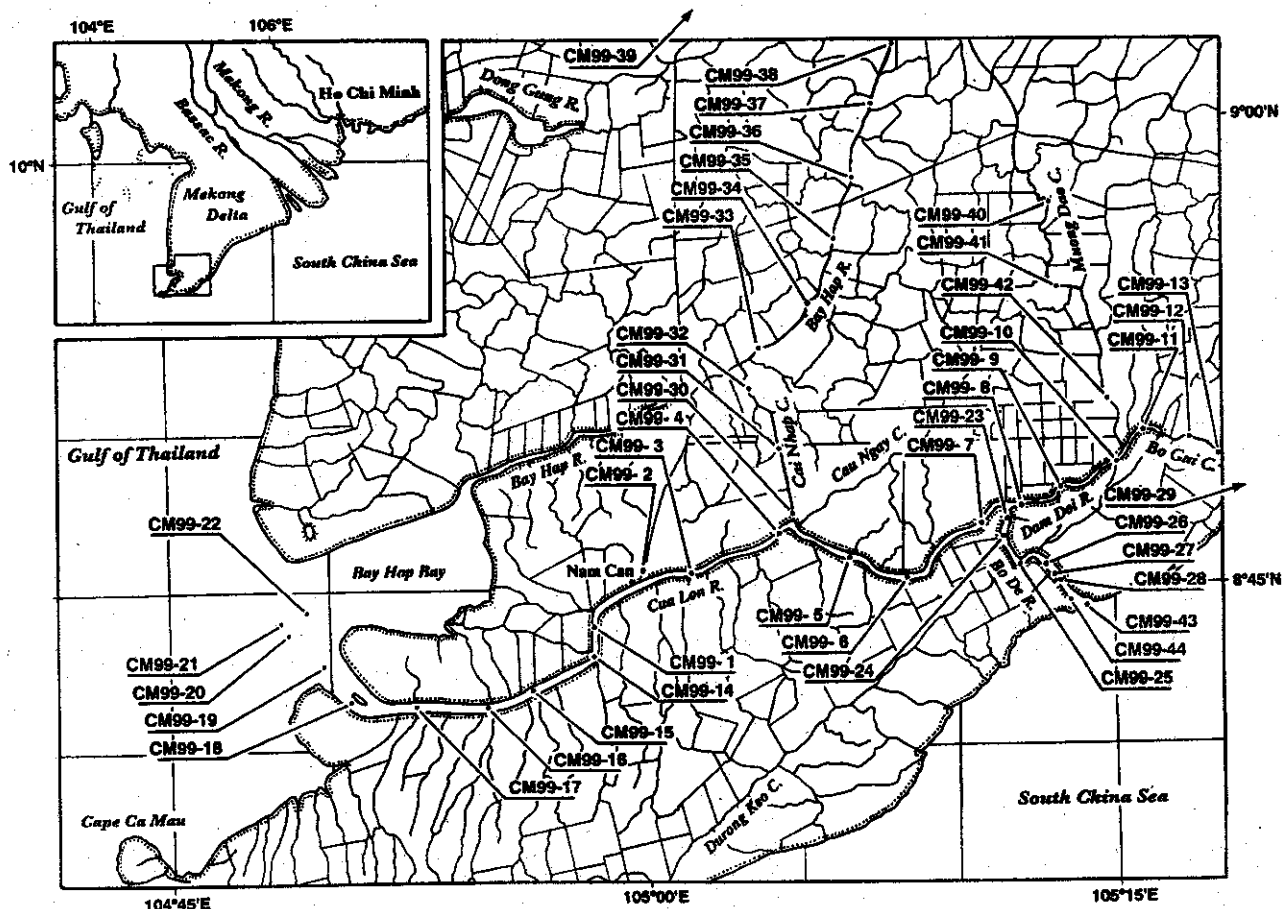 104°E
106°E
CM99-39
CM99-38
Dong Gung R.
CM99-37
9°00'N
Mekong R.
Ho Chi Minh
Bassac R.
CM99-36
CM99-35
10°N
CM99-34
Mekong
Delta
Gulf of
Thailand
CM99-33
CM99-40
Muong Doe C.
CM99-41
South China Sea
Bay Hap R.
CM99-42
CM99-13
CM99-12
CM99-11
CM99-32
CM99-10
CM99-31
CM99- 9
CM99-30
CM99- 8
CM99- 4
CM99-23
CM99- 3
CM99- 7
Cai Nhap C.
Cau Ngay C.
Bo Gui C.
Gulf of Thailand
Bay Hap R.
CM99- 2
CM99-29
Dam Doi R.
CM99-26
CM99-22
CM99-27
Bay Hap Bay
Nam Can
Cua Lon R.
Bo De R.
CM99-28
8°45'N
CM99- 5
CM99-43
CM99- 6
CM99-44
CM99-21
CM99- 1
CM99-24
CM99-25
CM99-20
CM99-14
CM99-19
CM99-15
CM99-18
CM99-16
CM99-17
Cape Ca Mau
Durong Keo C.
South China Sea
104°45'E
105°00'E
105°15'E